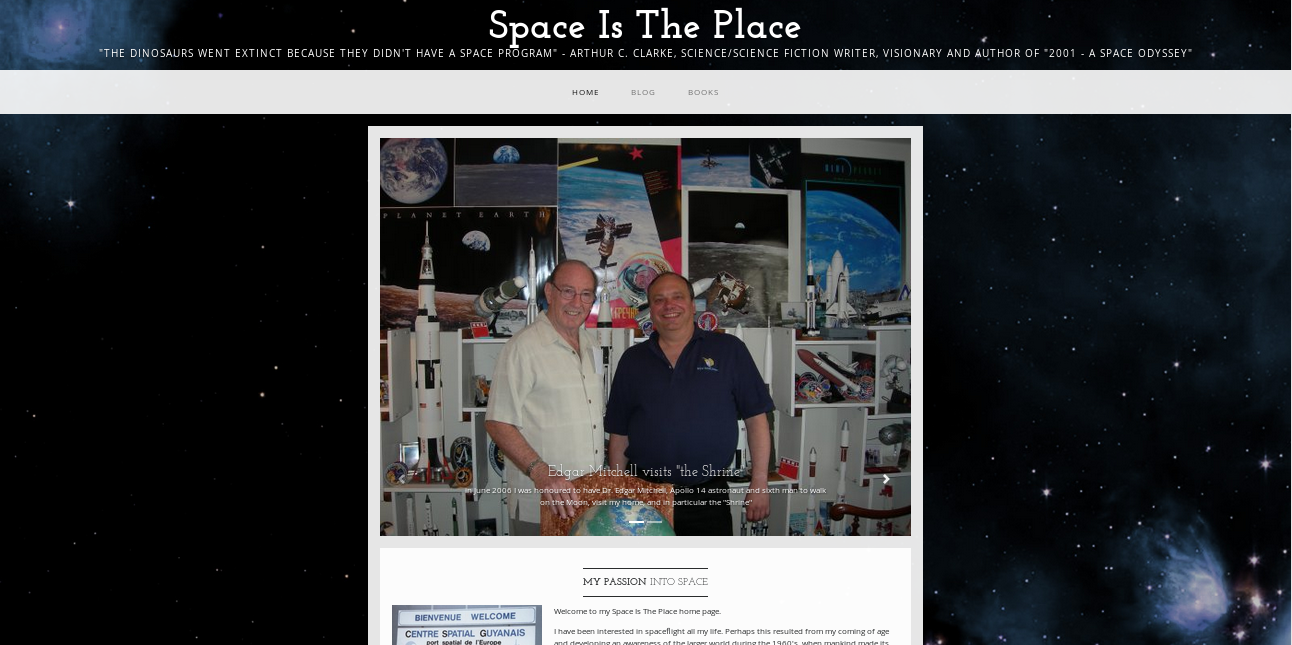 Space Is The Place
"THE DINOSAURS WENT EXTINCT BECAUSE THEY DIDN'T HAVE A SPACE PROGRAM" - ARTHUR C. CLARKE, SCIENCE/SCIENCE FICTION WRITER, VISIONARY AND AUTHOR OF "2001 - A SPACE ODYSSEY"
HOME BLOG BOOKS
PLANET EARTH
Edgar Mitchell visits "the Shrine"
In June 2006 I was honoured to have Dr. Edgar Mitchell, Apollo 14 astronaut and sixth man to walk
on the Moon, visit my home, and in particular the "Shrine"
MY PASSION INTO SPACE
BIENVENUE WELCOME
CENTRE SPATIAL GUYANAIS
port spatial de l'Europe
Welcome to my Space Is The Place home page.
I have been interested in spaceflight all my life. Perhaps this resulted from my coming of age
and developing an awareness of the larger world during the 1960's, when mankind made its